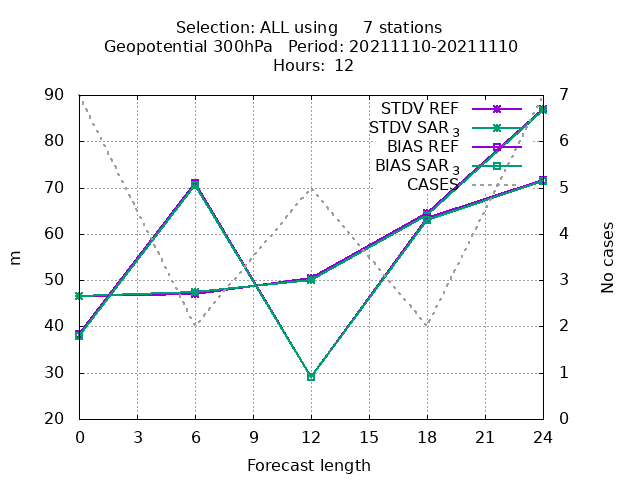 Selection: ALL using     7 stations
Geopotential 300hPa   Period: 20211110-20211110
Hours: 12
90 7
STDV REF
STDV SAR 3
80 6
BIAS REF
BIAS SAR 3
70 5
CASES
60 4
50 3
40 2
30 1
20 0
m
No cases
0 3 6 9 12 15 18 21 24
Forecast length